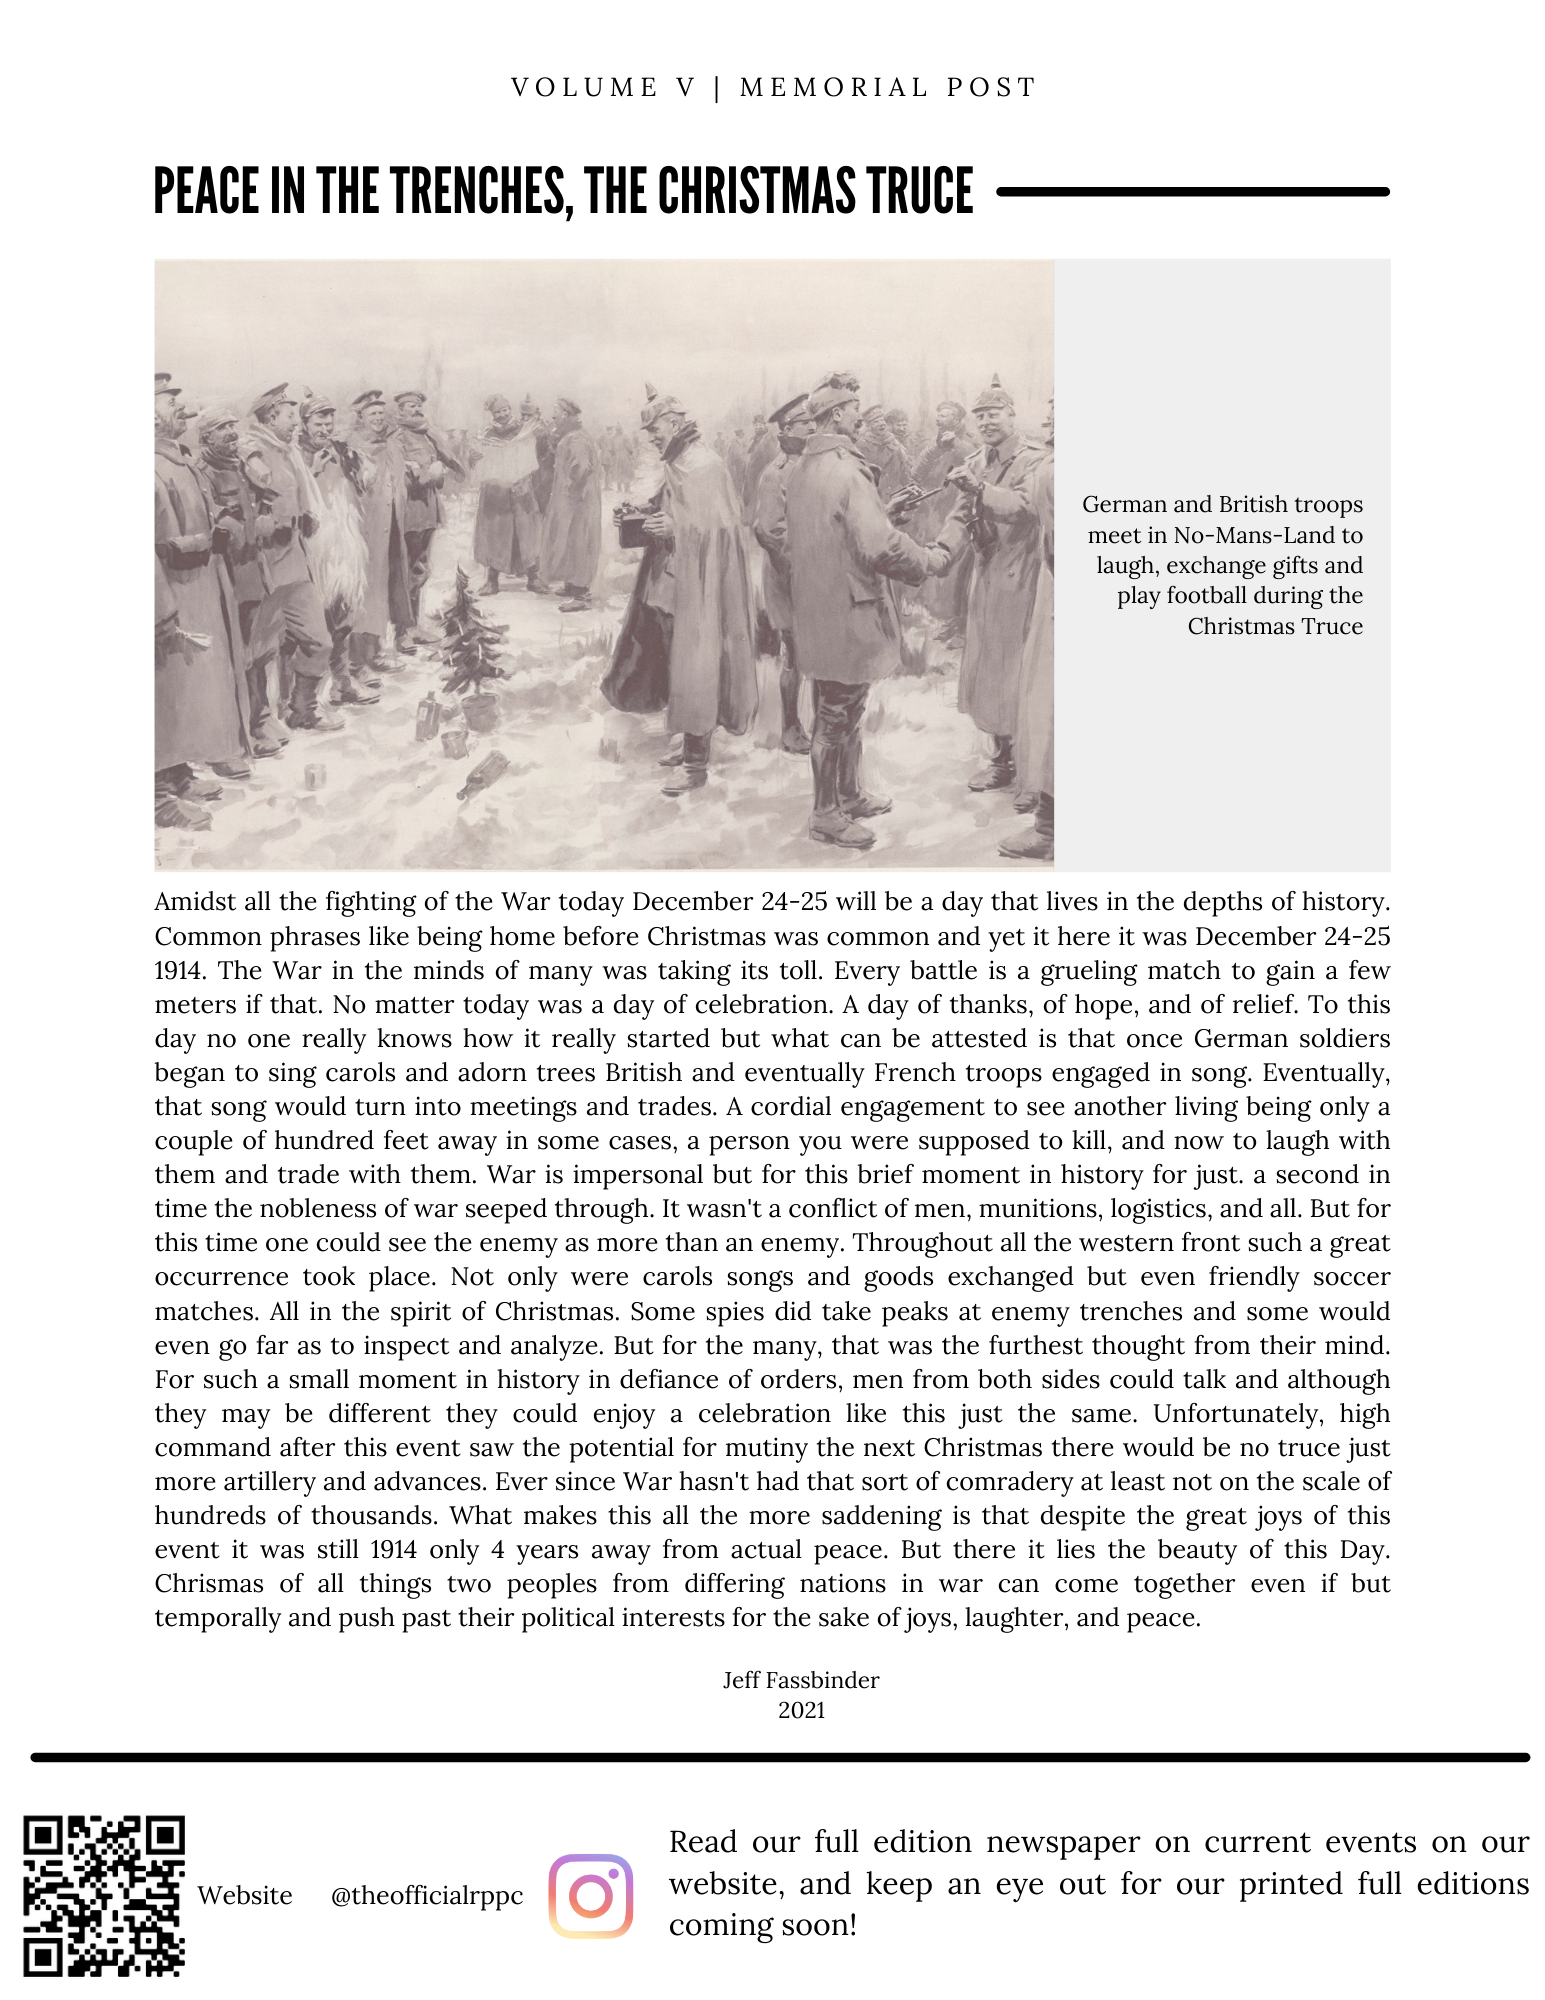 VOLUME V | MEMORIAL POST
PEACE IN THE TRENCHES, THE CHRISTMAS TRUCE
German and British troops
meet in No-Mans-Land to
laugh, exchange gifts and
play football during the
Christmas Truce
Amidst all the fighting of the War today December 24-25 will be a day that lives in the depths of history.
Common phrases like being home before Christmas was common and yet it here it was December 24-25
1914. The War in the minds of many was taking its toll. Every battle is a grueling match to gain a few
meters if that. No matter today was a day of celebration. A day of thanks, of hope, and of relief. To this
day no one really knows how it really started but what can be attested is that once German soldiers
began to sing carols and adorn trees British and eventually French troops engaged in song. Eventually,
that song would turn into meetings and trades. A cordial engagement to see another living being only a
couple of hundred feet away in some cases, a person you were supposed to kill, and now to laugh with
them and trade with them. War is impersonal but for this brief moment in history for just. a second in
time the nobleness of war seeped through. It wasn't a conflict of men, munitions, logistics, and all. But for
this time one could see the enemy as more than an enemy. Throughout all the western front such a great
occurrence took place. Not only were carols songs and goods exchanged but even friendly soccer
matches. All in the spirit of Christmas. Some spies did take peaks at enemy trenches and some would
even go far as to inspect and analyze. But for the many, that was the furthest thought from their mind.
For such a small moment in history in defiance of orders, men from both sides could talk and although
they may be different they could enjoy a celebration like this just the same. Unfortunately, high
command after this event saw the potential for mutiny the next Christmas there would be no truce just
more artillery and advances. Ever since War hasn't had that sort of comradery at least not on the scale of
hundreds of thousands. What makes this all the more saddening is that despite the great joys of this
event it was still 1914 only 4 years away from actual peace. But there it lies the beauty of this Day.
Chrismas of all things two peoples from differing nations in war can come together even if but
temporally and push past their political interests for the sake of joys, laughter, and peace.
Jeff Fassbinder
2021
Website
@theofficialrppc
Read our full edition newspaper on current events on our
website, and keep an eye out for our printed full editions
coming soon!